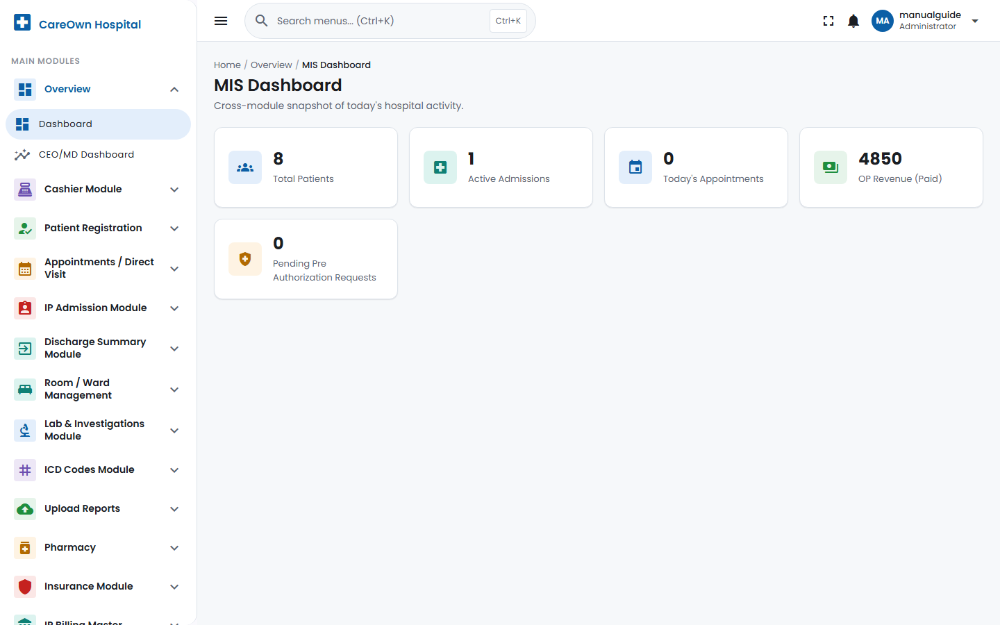 CareOwn Hospital
MAIN MODULES
Overview
Dashboard
CEO/MD Dashboard
Cashier Module
Patient Registration
Appointments / Direct
Visit
IP Admission Module
Discharge Summary
Module
Room / Ward
Management
Lab & Investigations
Module
ICD Codes Module
Upload Reports
Pharmacy
Insurance Module
IP Billing Master
Search menus... (Ctrl+K)
Ctrl+K
MA
manualguide
Administrator
Home / Overview / MIS Dashboard
MIS Dashboard
Cross-module snapshot of today's hospital activity.
8
Total Patients
1
Active Admissions
0
Today's Appointments
4850
OP Revenue (Paid)
0
Pending Pre
Authorization Requests